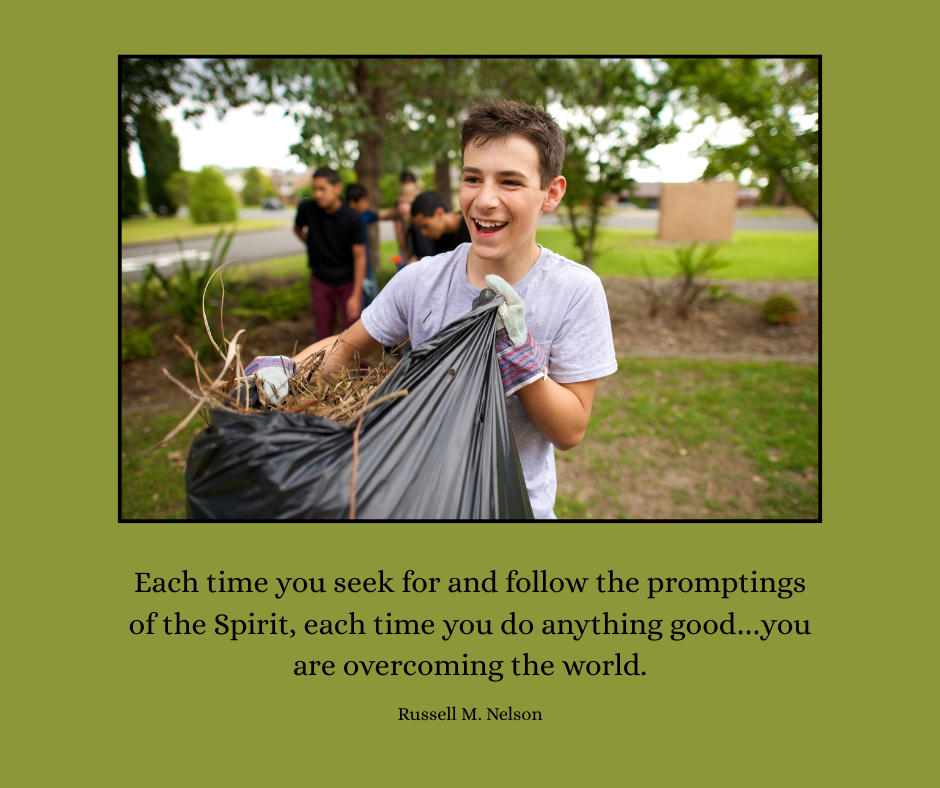 Each time you seek for and follow the promptings
of the Spirit, each time you do anything good...you
are overcoming the world.
Russell M. Nelson